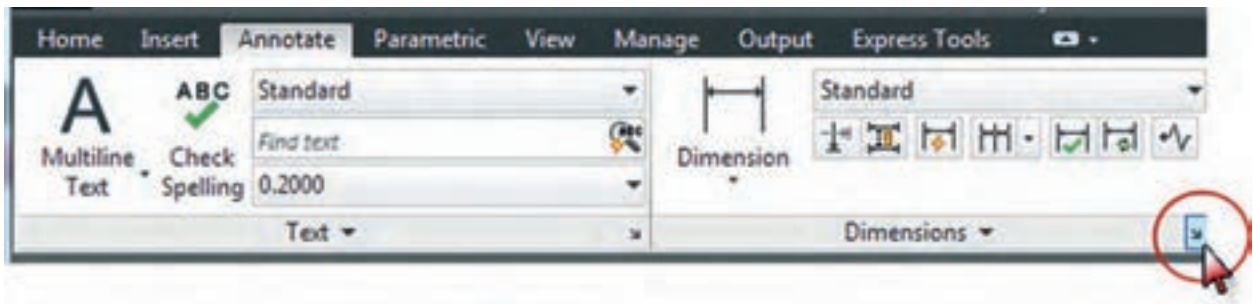 Home Insert Annotate Parametric View Manage Output Express Tools
A
Multiline
Text
ABC
Check
Spelling
Standard
Find text
0.2000
Text
Dimension
Standard
Dimensions